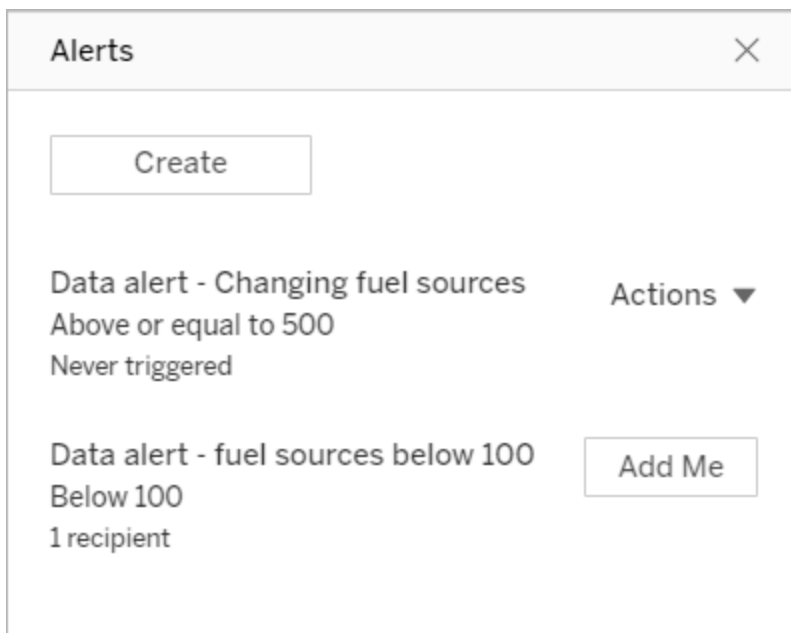 Alerts
Create
Data alert - Changing fuel sources
Above or equal to 500
Never triggered
Actions
Data alert - fuel sources below 100
Below 100
1 recipient
Add Me